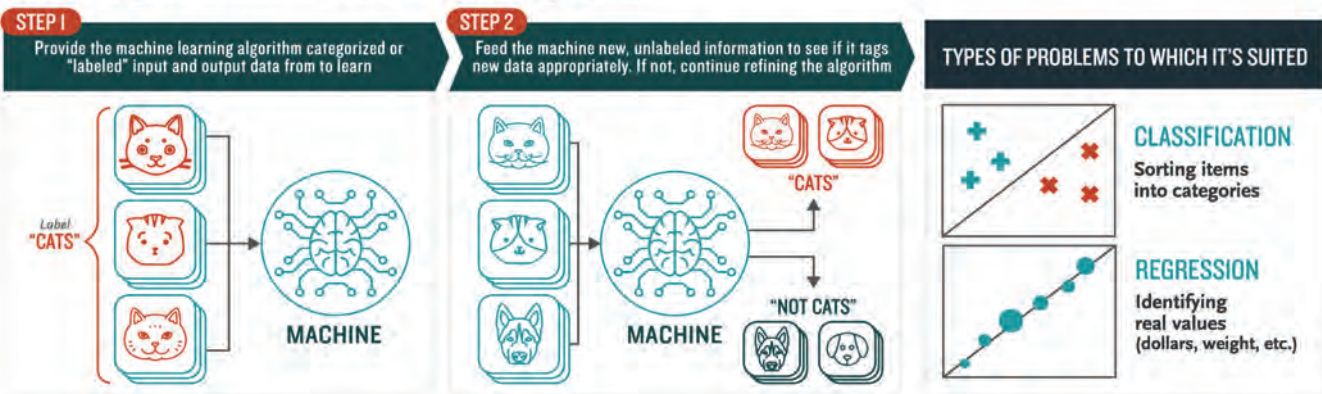 STEP 1
Provide the machine learning algorithm categorized or
"labeled" input and output data from to learn
Label
"CATS"
MACHINE
STEP 2
Feed the machine new, unlabeled information to see if it tags
new data appropriately. If not, continue refining the algorithm
MACHINE
"CATS"
"NOT CATS"
TYPES OF PROBLEMS TO WHICH IT'S SUITED
CLASSIFICATION
Sorting items
into categories
REGRESSION
Identifying
real values
(dollars, weight, etc.)